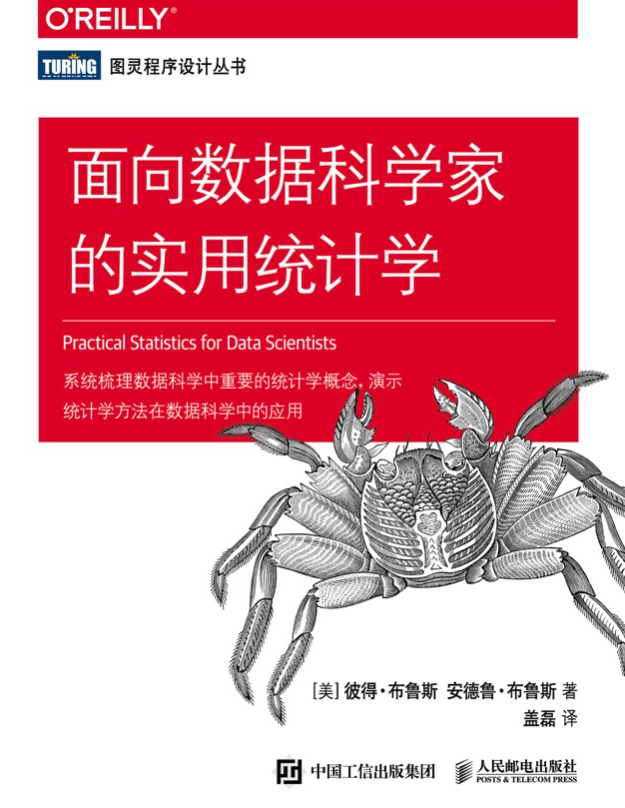 O'REILLY®
TURING 图灵程序设计丛书
面向数据科学家
的实用统计学
Practical Statistics for Data Scientists
系统梳理数据科学中重要的统计学概念，演示
统计学方法在数据科学中的应用
[美] 彼得·布鲁斯 安德鲁·布鲁斯 著
盖磊 译
中国工信出版集团 人民邮电出版社
POSTS & TELECOM PRESS